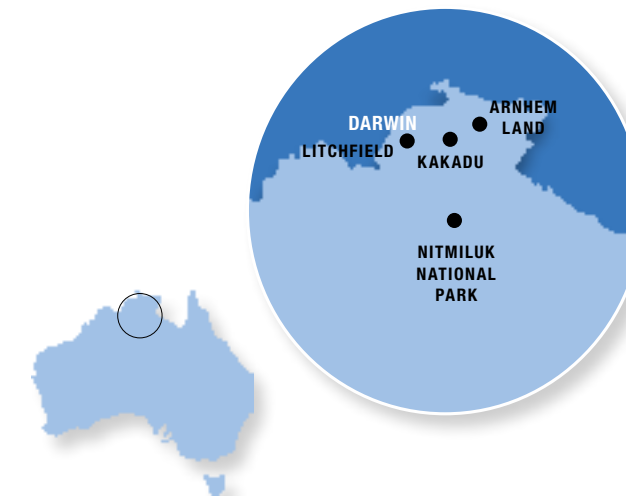 ARNHEM
LAND
DARWIN
LITCHFIELD
KAKADU
NITMILUK
NATIONAL
PARK